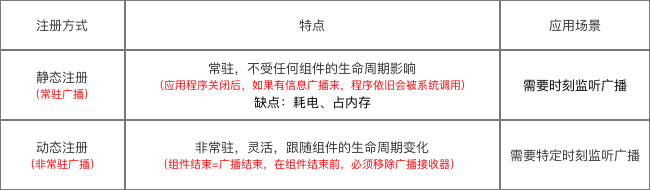 注册方式
特点
应用场景
静态注册
(常驻广播)
常驻，不受任何组件的生命周期影响
(应用程序关闭后，如果有信息广播来，程序依旧会被系统调用)
缺点：耗电、占内存
需要时刻监听广播
动态注册
(非常驻广播)
非常驻，灵活，跟随组件的生命周期变化
(组件结束=广播结束，在组件结束前，必须移除广播接收器)
需要特定时刻监听广播